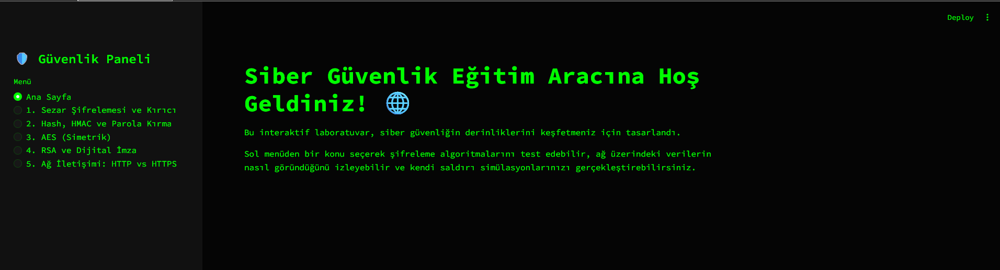 Deploy
Güvenlik Paneli
Menü
Ana Sayfa
1. Sezar Şifrelemesi ve Kırıcı
2. Hash, HMAC ve Parola Kırma
3. AES (Simetrik)
4. RSA ve Dijital İmza
5. Ağ İletişimi: HTTP vs HTTPS
Siber Güvenlik Eğitim Aracına Hoş
Geldiniz!
Bu interaktif laboratuvar, siber güvenliğin derinliklerini keşfetmeniz için tasarlandı.
Sol menüden bir konu seçerek şifreleme algoritmalarını test edebilir, ağ üzerindeki verilerin
nasıl göründüğünü izleyebilir ve kendi saldırı simülasyonlarınızı gerçekleştirebilirsiniz.